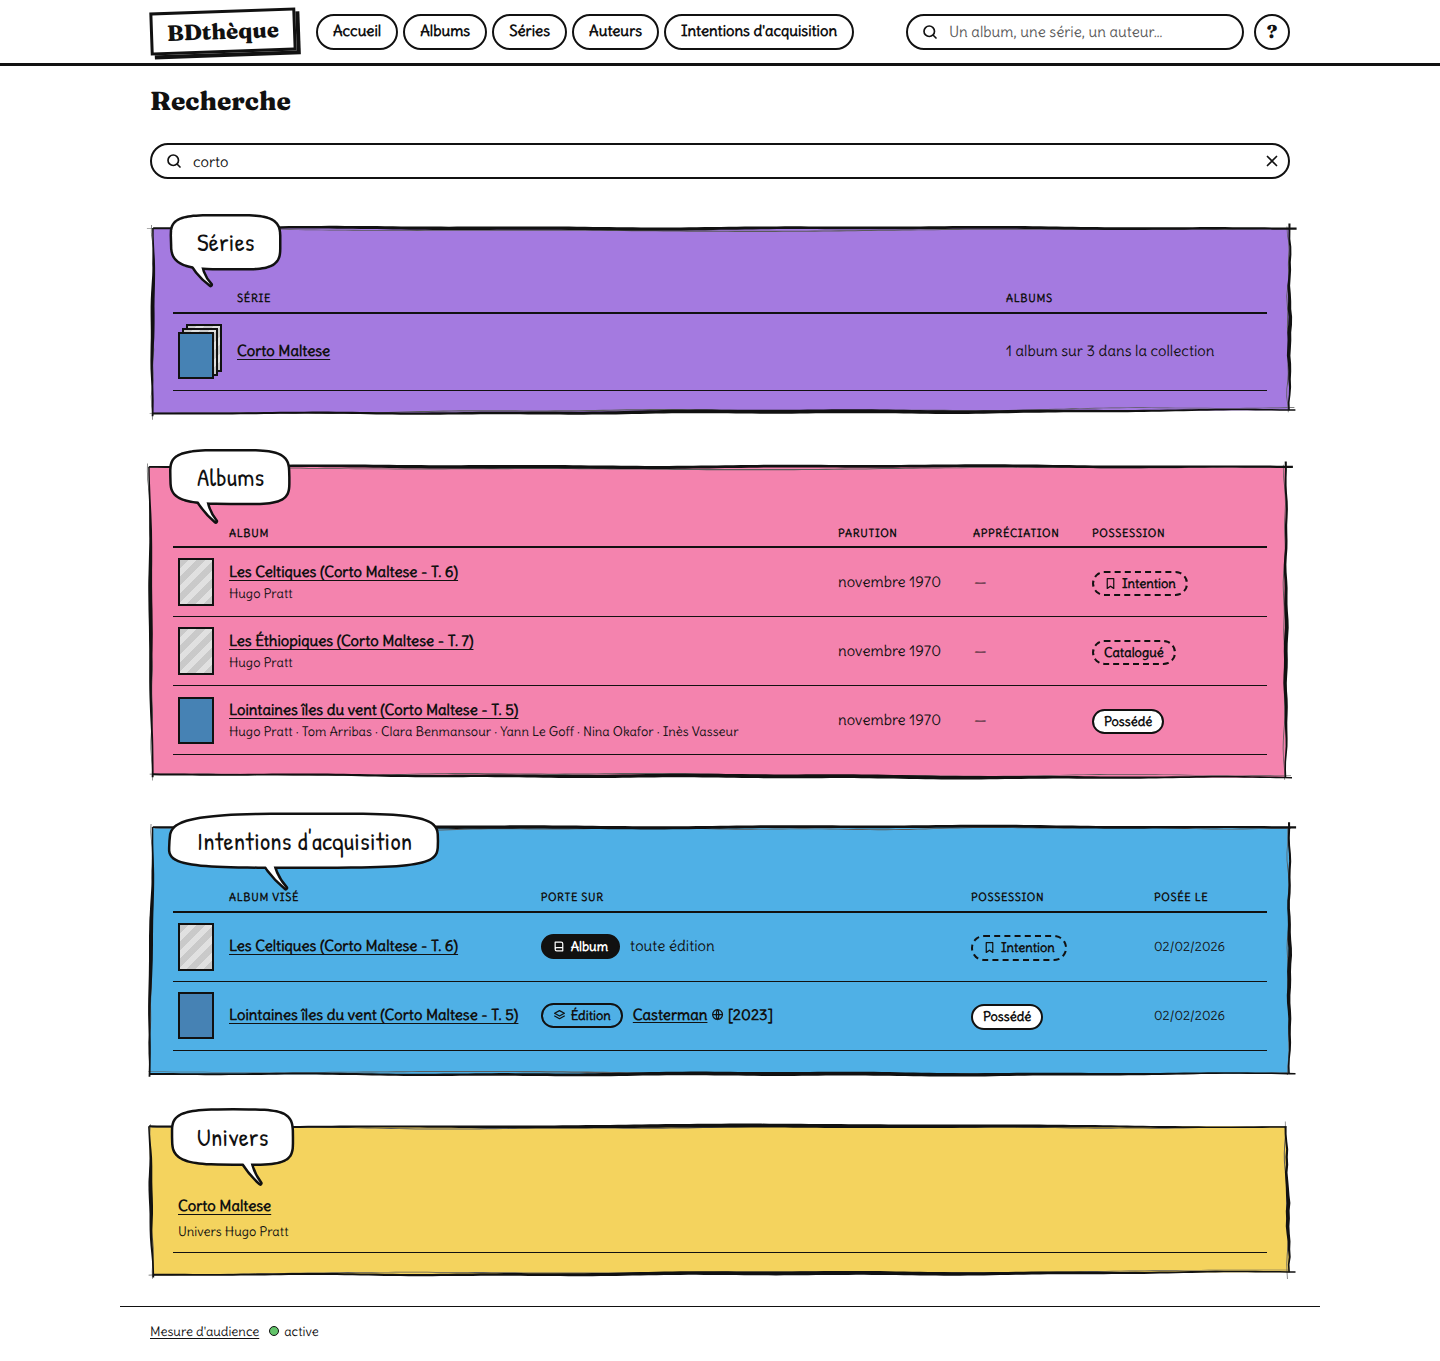 BDthèque
Accueil
Albums
Séries
Auteurs
Intentions d'acquisition
Un album, une série, un auteur...
?
Recherche
corto
Séries
SÉRIE ALBUMS
Corto Maltese 1 album sur 3 dans la collection
Albums
ALBUM PARUTION APPRÉCIATION POSSESSION
Les Celtiques (Corto Maltese - T. 6)
Hugo Pratt
novembre 1970 — Intention
Les Éthiopiques (Corto Maltese - T. 7)
Hugo Pratt
novembre 1970 — Catalogué
Lointaines îles du vent (Corto Maltese - T. 5)
Hugo Pratt · Tom Arribas · Clara Benmansour · Yann Le Goff · Nina Okafor · Inès Vasseur
novembre 1970 — Possédé
Intentions d'acquisition
ALBUM VISÉ PORTE SUR POSSESSION POSÉE LE
Les Celtiques (Corto Maltese - T. 6) Album toute édition Intention 02/02/2026
Lointaines îles du vent (Corto Maltese - T. 5) Édition Casterman [2023] Possédé 02/02/2026
Univers
Corto Maltese
Univers Hugo Pratt
Mesure d'audience active